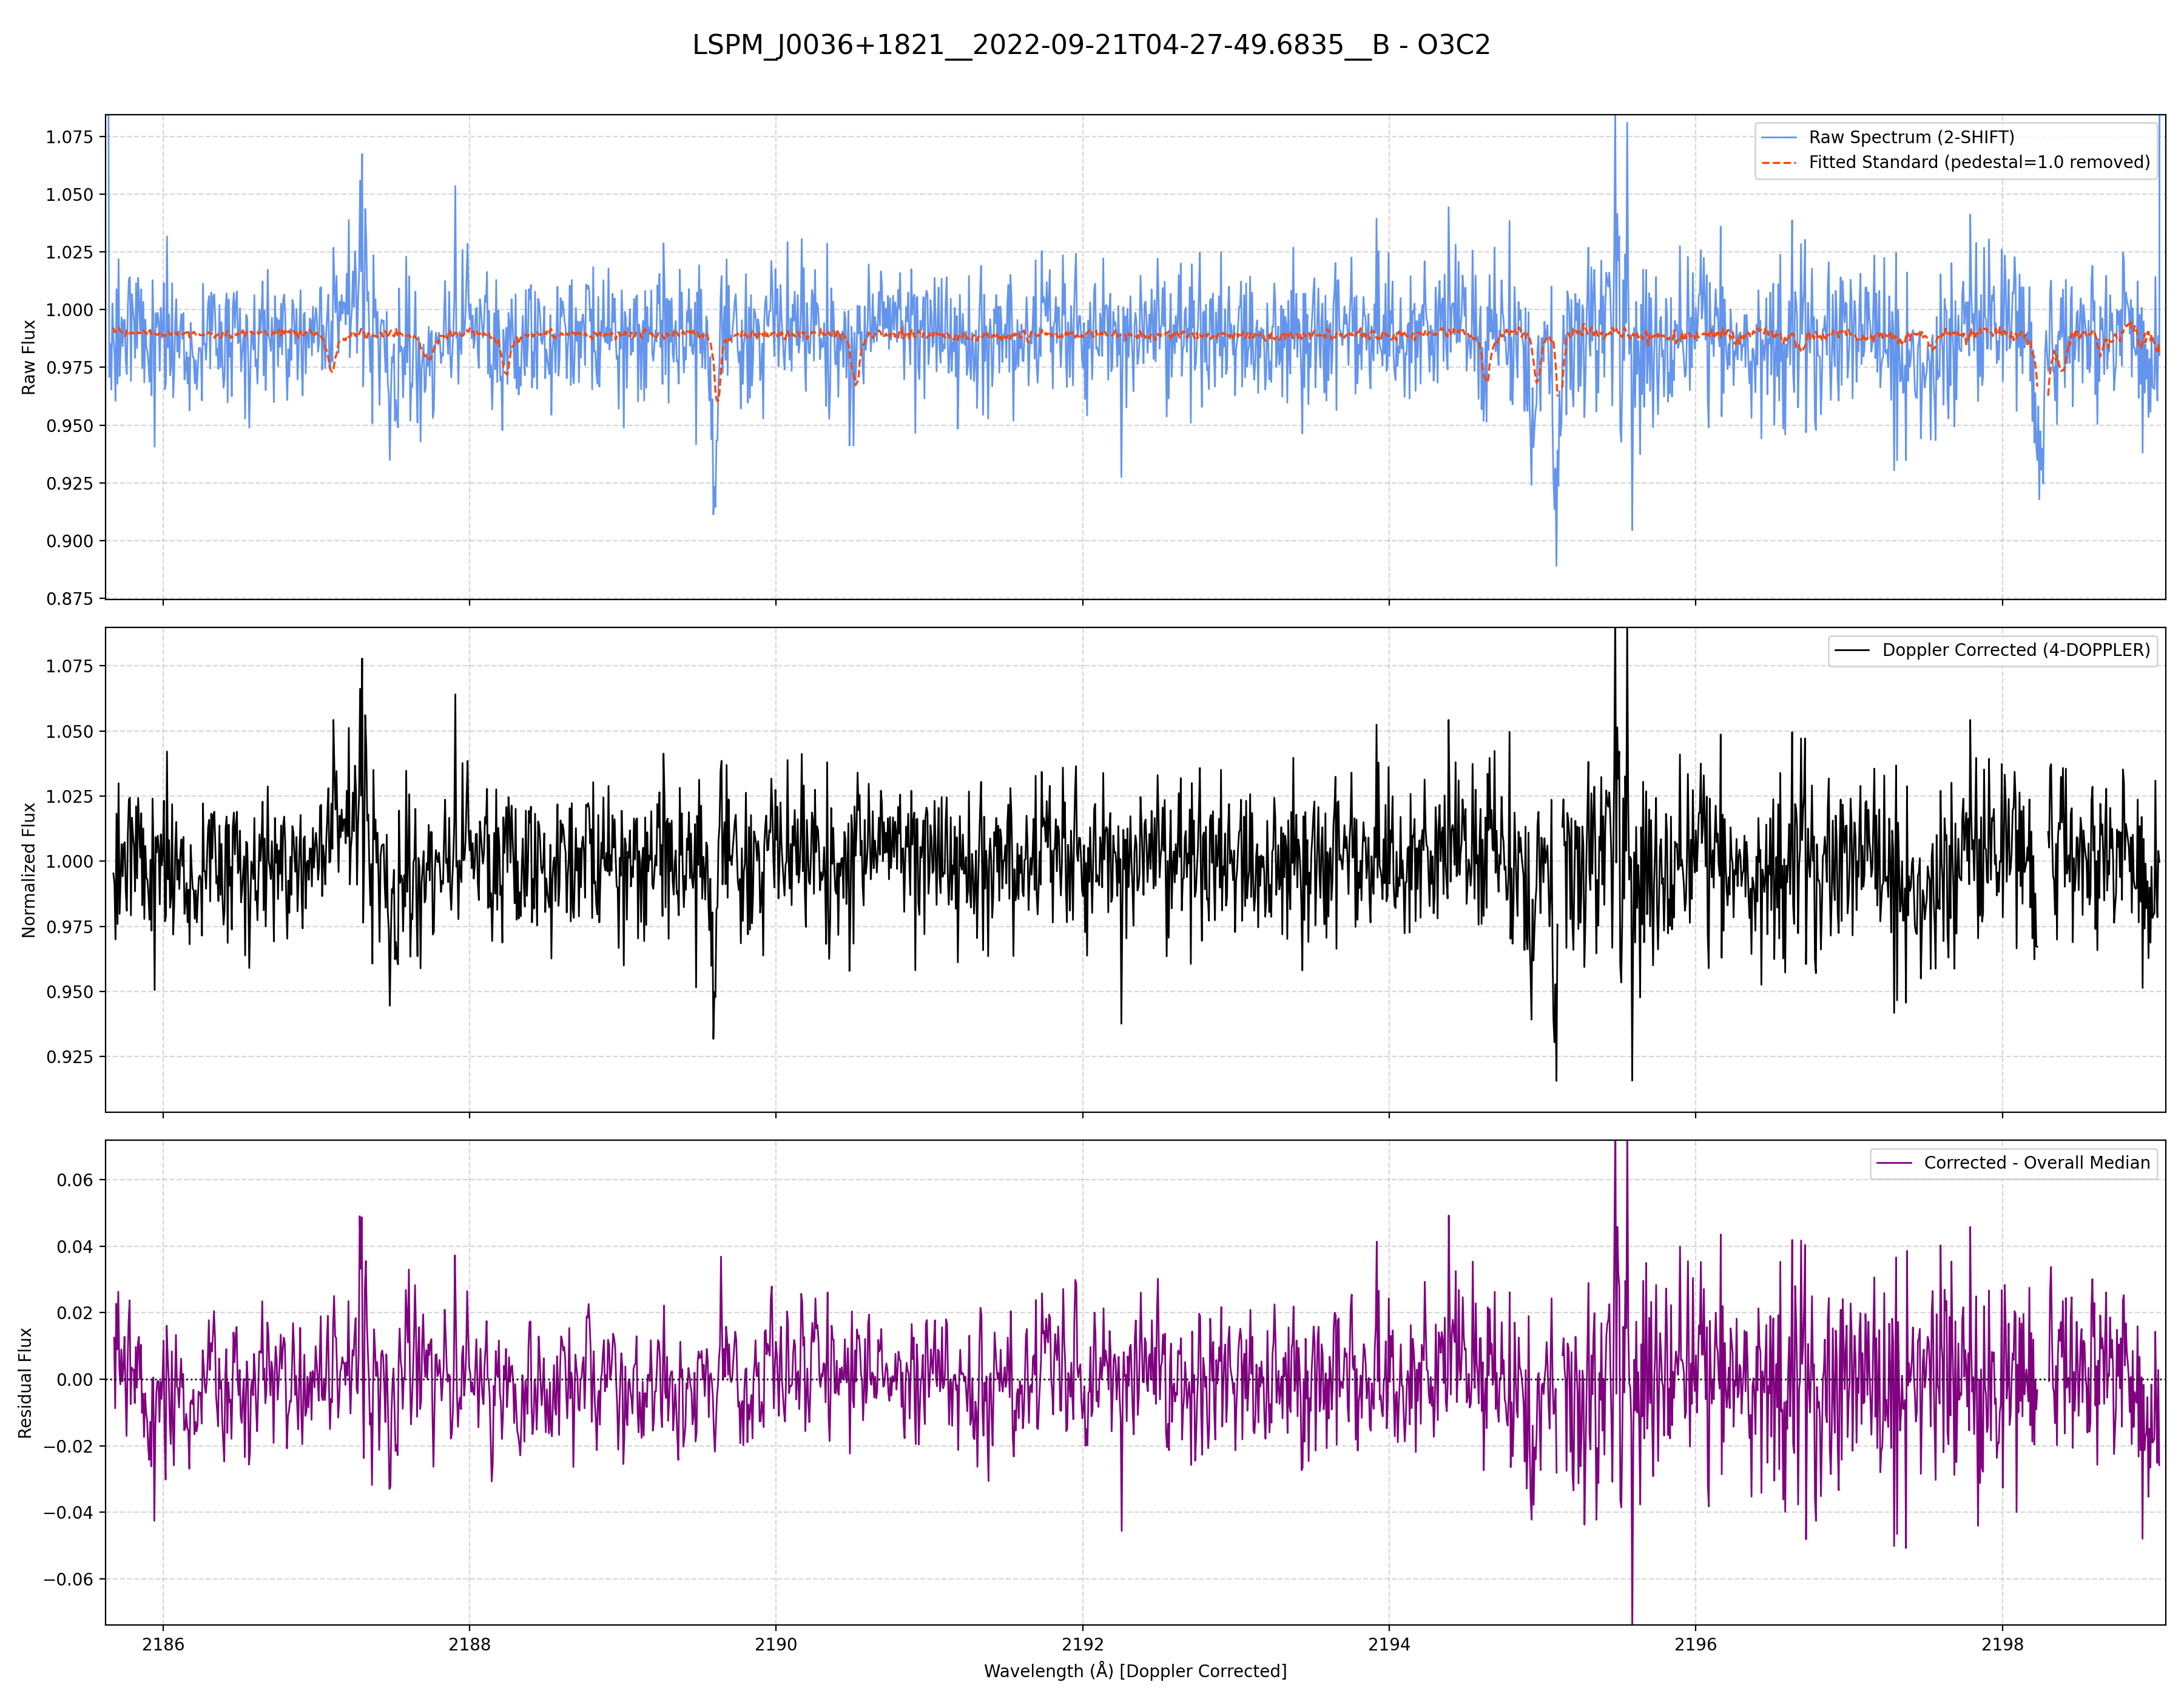 LSPM_J0036+1821__2022-09-21T04-27-49.6835__B - O3C2
Raw Flux
1.075
1.050
1.025
1.000
0.975
0.950
0.925
0.900
0.875
Raw Spectrum (2-SHIFT)
Fitted Standard (pedestal=1.0 removed)
Normalized Flux
1.075
1.050
1.025
1.000
0.975
0.950
0.925
Doppler Corrected (4-DOPPLER)
Residual Flux
0.06
0.04
0.02
0.00
−0.02
−0.04
−0.06
Corrected - Overall Median
2186 2188 2190 2192 2194 2196 2198
Wavelength (Å) [Doppler Corrected]